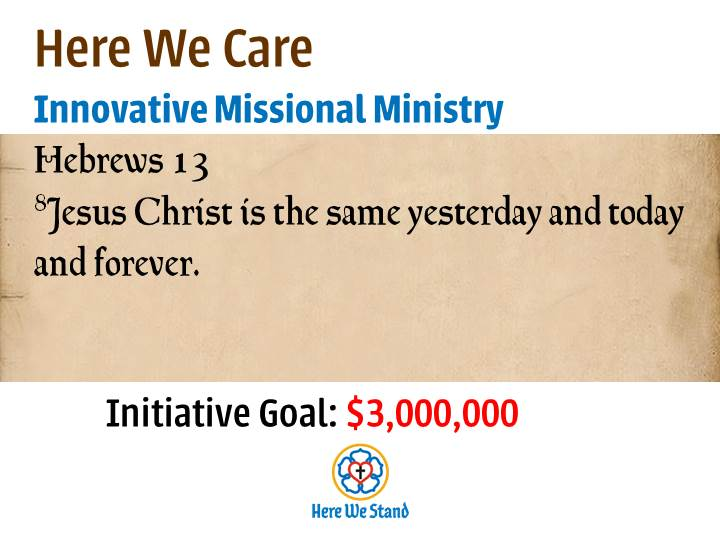 Here We Care
Innovative Missional Ministry
Hebrews 13
⁸Jesus Christ is the same yesterday and today
and forever.
Initiative Goal: $3,000,000
Here We Stand